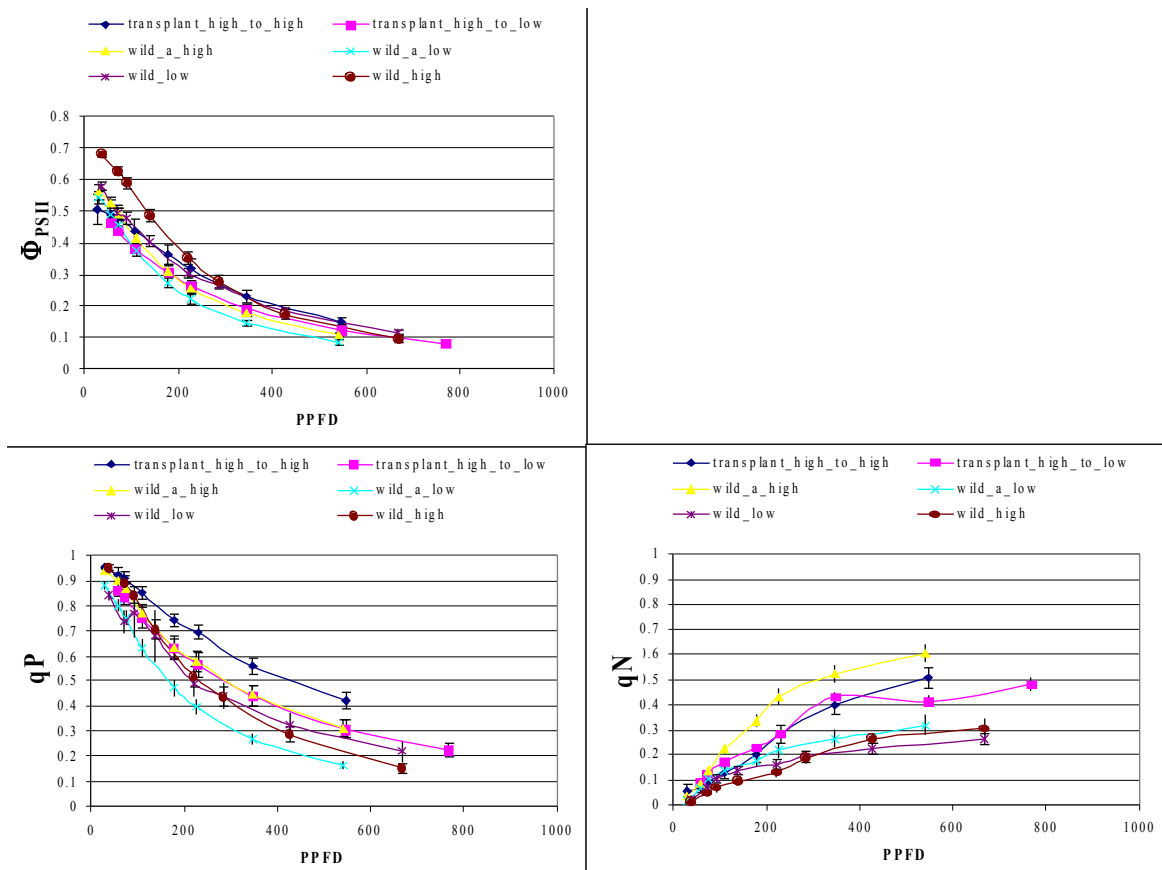 transplant_high_to_high transplant_high_to_low
wild_a_high wild_a_low
wild_low wild_high
0.8
0.7
0.6
0.5
0.4
0.3
0.2
0.1
0
ΦPSII
0 200 400 600 800 1000
PPFD
transplant_high_to_high transplant_high_to_low
wild_a_high wild_a_low
wild_low wild_high
1
0.9
0.8
0.7
0.6
0.5
0.4
0.3
0.2
0.1
0
qP
0 200 400 600 800 1000
PPFD
transplant_high_to_high transplant_high_to_low
wild_a_high wild_a_low
wild_low wild_high
1
0.9
0.8
0.7
0.6
0.5
0.4
0.3
0.2
0.1
0
qN
0 200 400 600 800 1000
PPFD